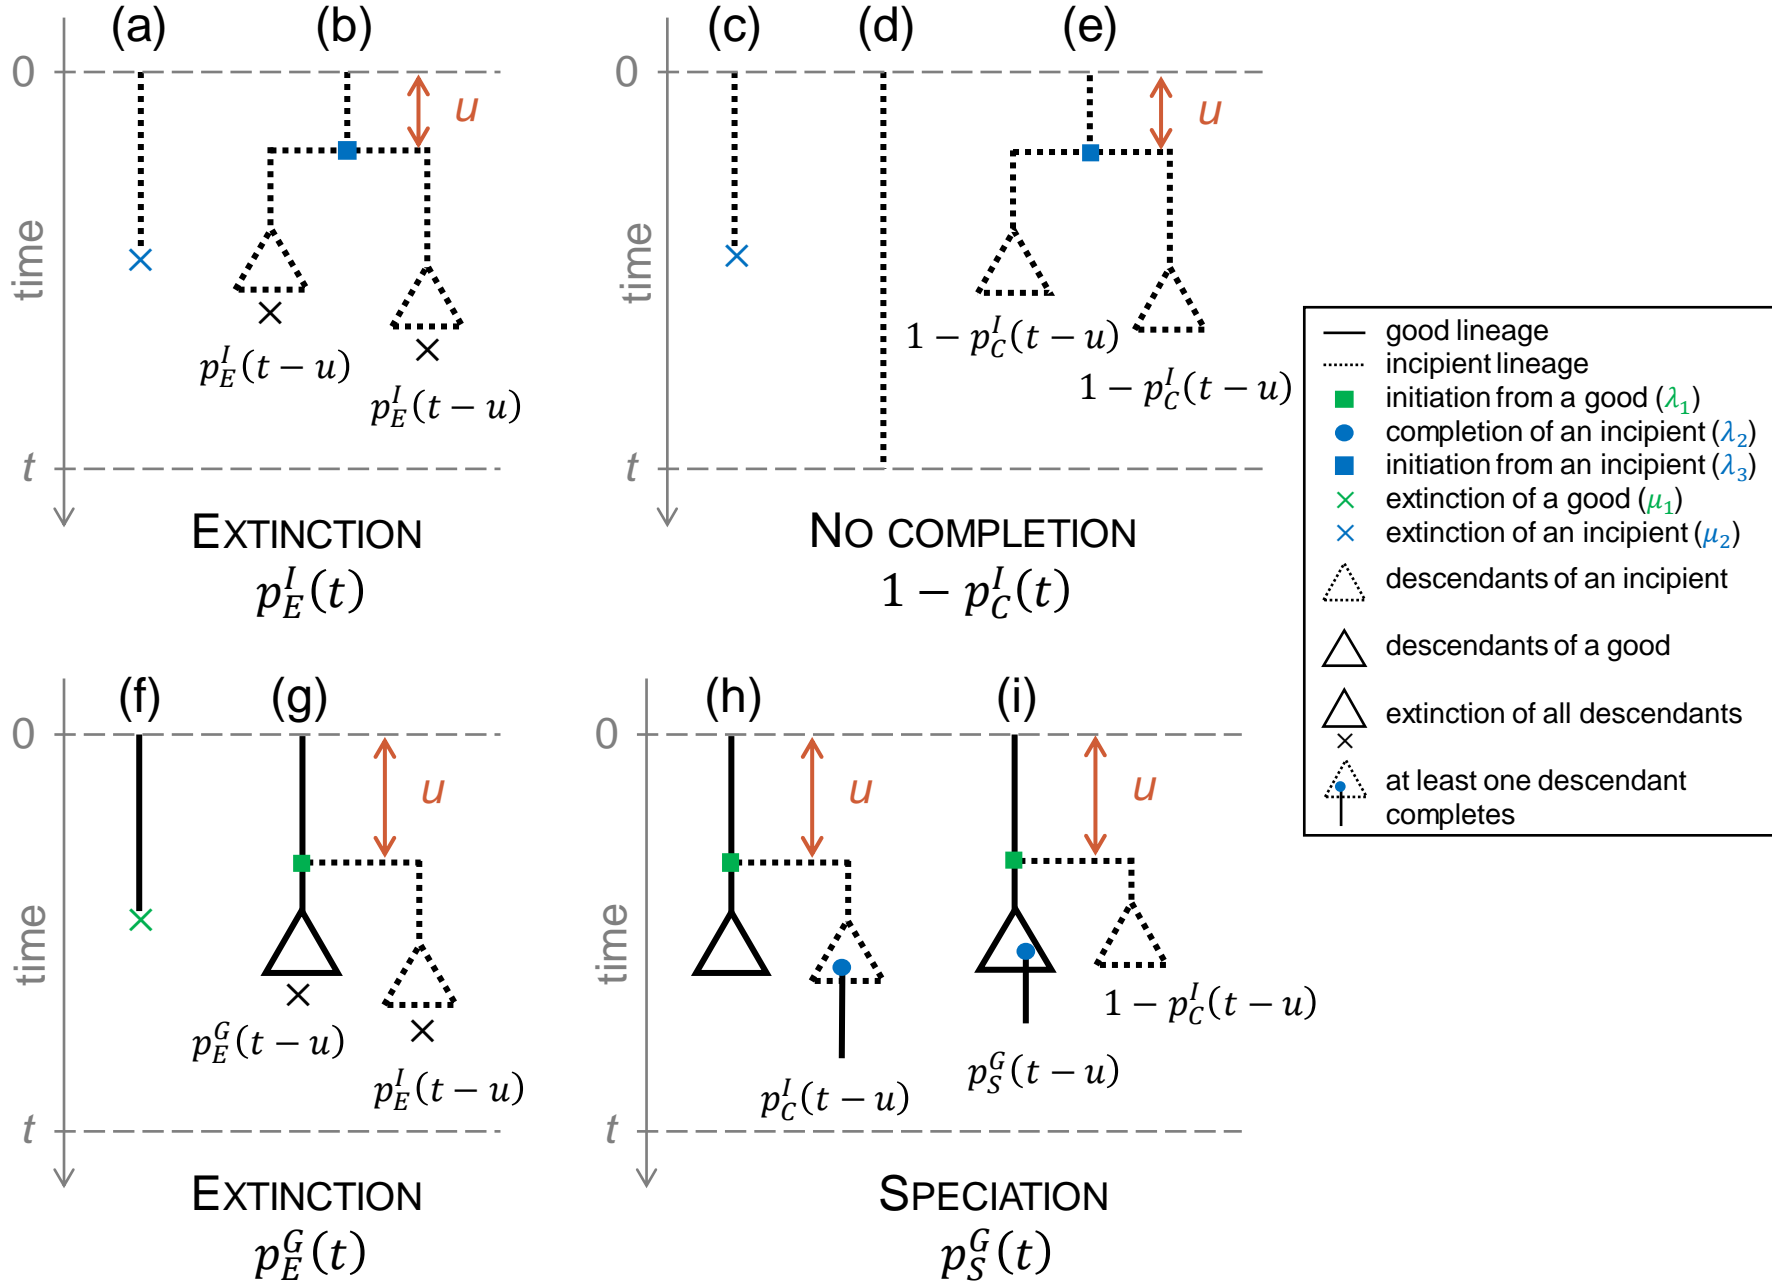 (a)
(b)
0
u
time
p_E^I(t − u)
p_E^I(t − u)
t
EXTINCTION
p_E^I(t)
(c)
(d)
(e)
0
u
time
1 − p_C^I(t − u)
1 − p_C^I(t − u)
t
NO COMPLETION
1 − p_C^I(t)
good lineage
incipient lineage
initiation from a good (λ₁)
completion of an incipient (λ₂)
initiation from an incipient (λ₃)
extinction of a good (μ₁)
extinction of an incipient (μ₂)
descendants of an incipient
descendants of a good
extinction of all descendants
at least one descendant
completes
(f)
(g)
0
u
time
p_E^G(t − u)
p_E^I(t − u)
t
EXTINCTION
p_E^G(t)
(h)
(i)
0
u
u
time
1 − p_C^I(t − u)
p_S^G(t − u)
p_C^I(t − u)
t
SPECIATION
p_S^G(t)